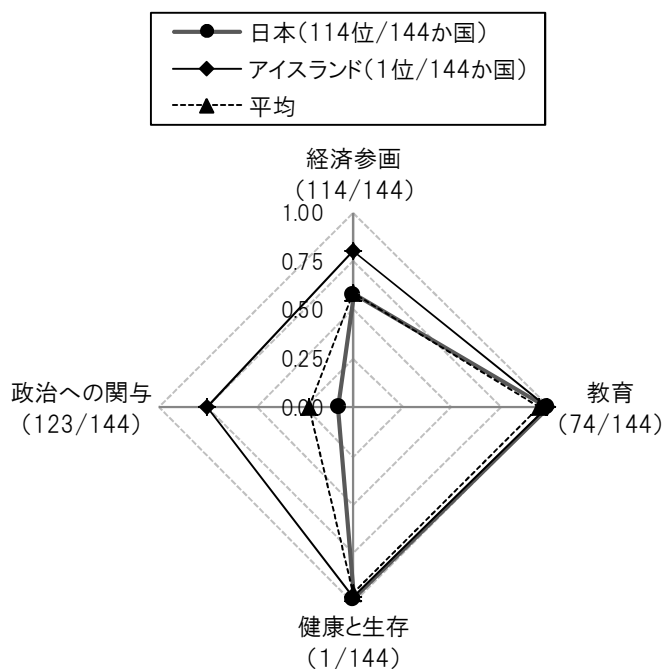 日本(114位/144か国)
アイスランド(1位/144か国)
平均
経済参画
(114/144)
1.00
0.75
0.50
0.25
0.00
政治への関与
(123/144)
教育
(74/144)
健康と生存
(1/144)